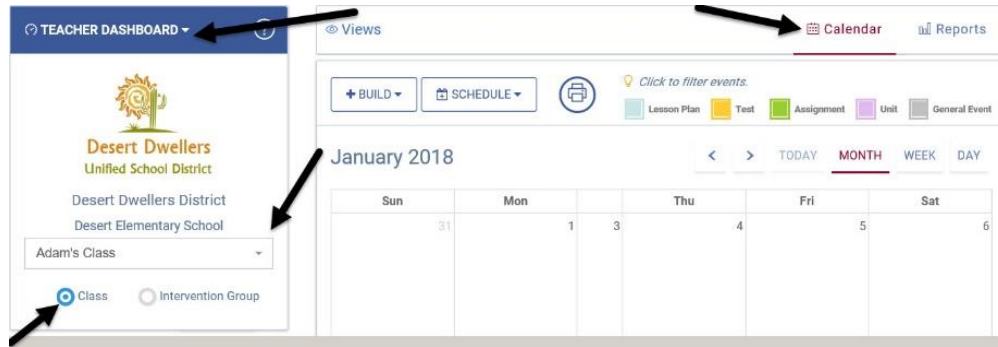 TEACHER DASHBOARD
Desert Dwellers
Unified School District
Desert Dwellers District
Desert Elementary School
Adam's Class
Class Intervention Group
Views
Calendar Reports
+ BUILD SCHEDULE
Click to filter events.
Lesson Plan Test Assignment Unit General Event
January 2018
< > TODAY MONTH WEEK DAY
Sun Mon Thu Fri Sat
31 1 3 4 5 6